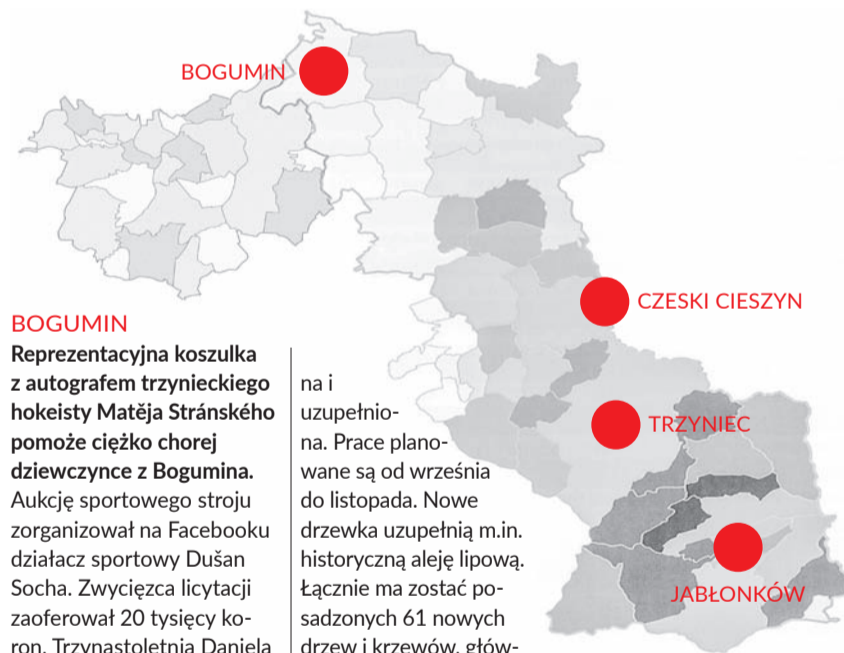 BOGUMIN
CZESKI CIESZYN
TRZYNIEC
JABŁONKÓW
BOGUMIN
Reprezentacyjna koszulka
z autografem trzynieckiego
hokeisty Matěja Stránského
pomoże ciężko chorej
dziewczynce z Bogumina.
Aukcję sportowego stroju
zorganizował na Facebooku
działacz sportowy Dušan
Socha. Zwycięzca licytacji
zaoferował 20 tysięcy ko-
ron. Trzynastoletnia Daniela
na i
uzupełnio-
na. Prace plano-
wane są od września
do listopada. Nowe
drzewka uzupełnią m.in.
historyczną aleję lipową.
Łącznie ma zostać po-
sadzonych 61 nowych
drzew i krzewów, głów-